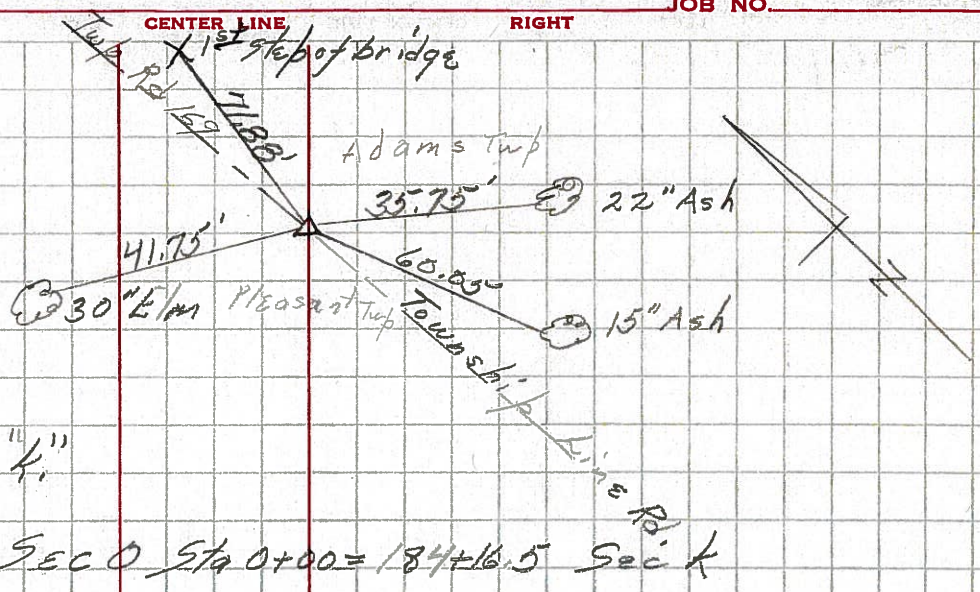 JOB NO.
CENTER LINE
RIGHT
Twp Rd 159
1st step of bridge
71.88
Adams Twp
35.75'
22" Ash
41.75'
60.05
30" Elm
Pleasant Twp
15" Ash
Township Line Rd
"K"
N
Sec O Sta 0+00 = 184+16.5 Sec K